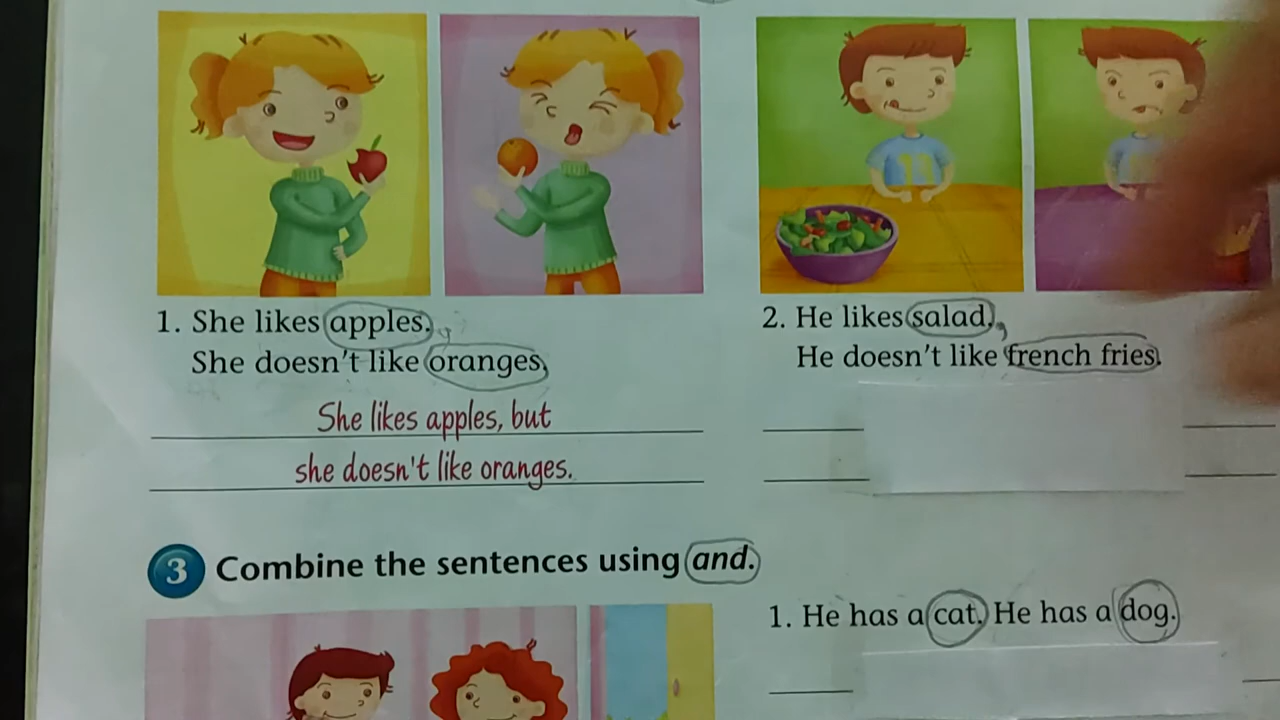 1. She likes apples.
She doesn't like oranges.
She likes apples, but
she doesn't like oranges.
2. He likes salad.
He doesn't like french fries.
3 Combine the sentences using and.
1. He has a cat. He has a dog.